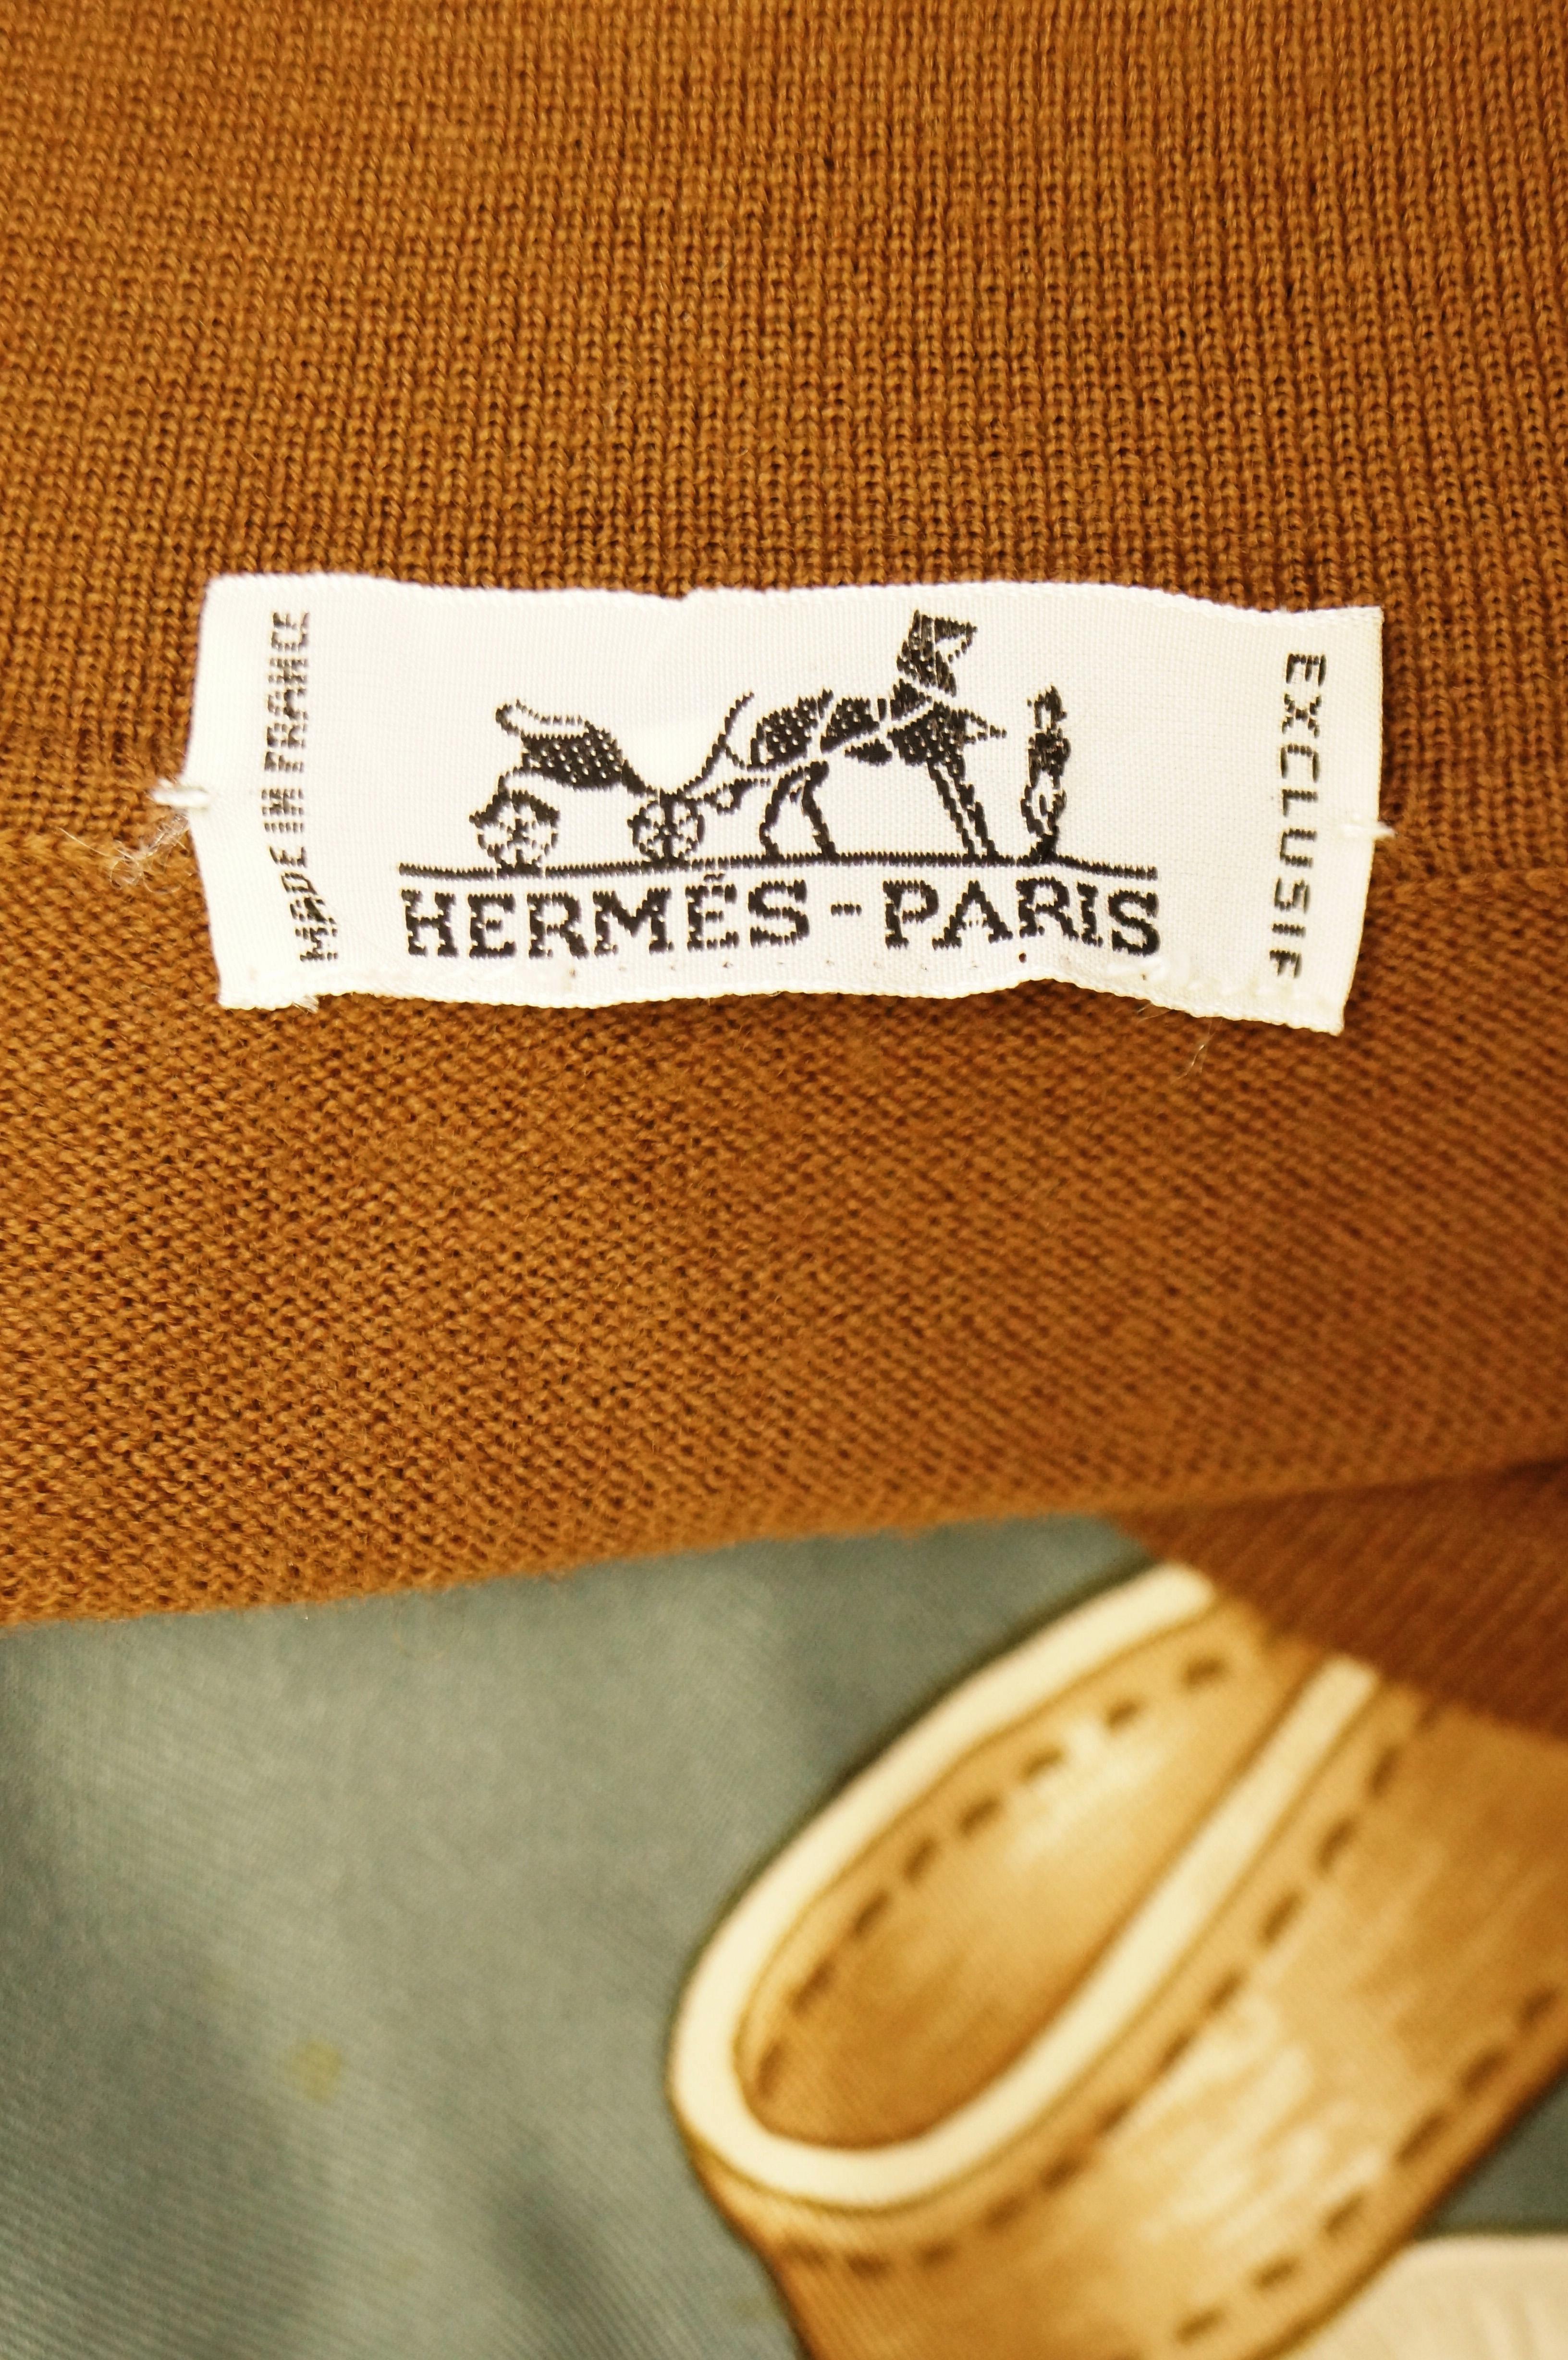 MADE IN FRANCE
HERMÈS-PARIS
EXCLUSIF